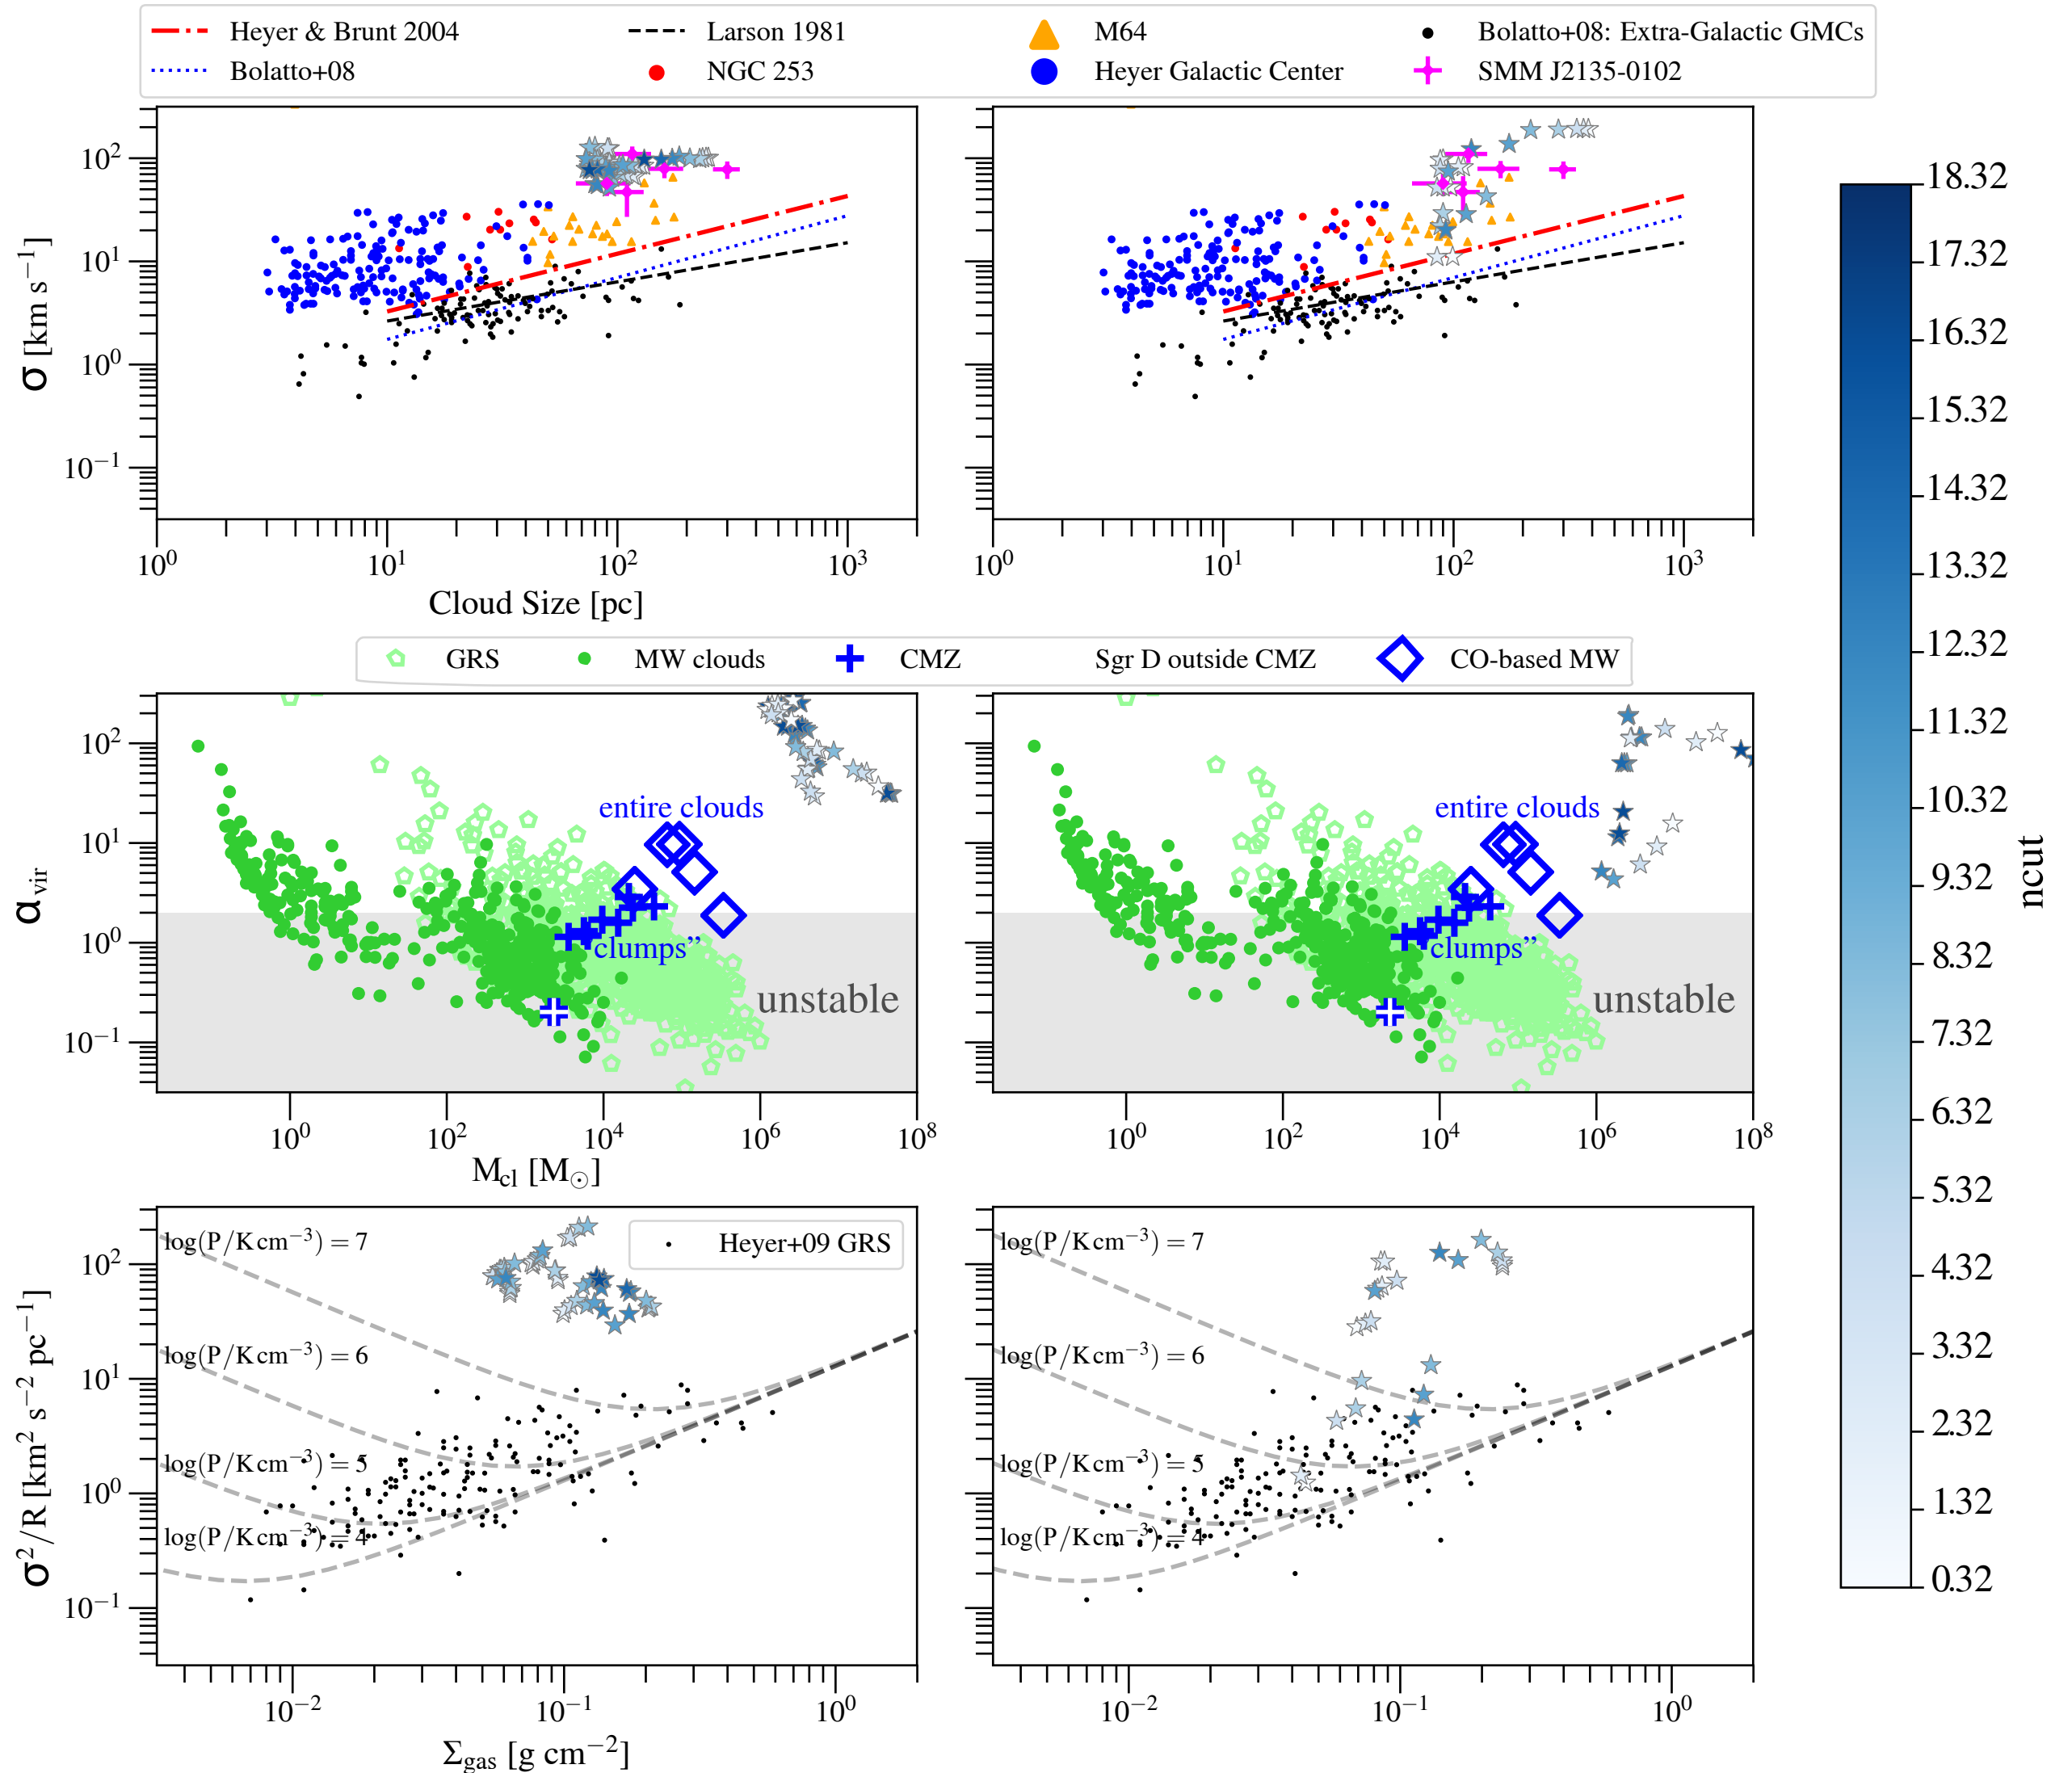 Heyer & Brunt 2004 Larson 1981 M64 Bolatto+08: Extra-Galactic GMCs
Bolatto+08 NGC 253 Heyer Galactic Center SMM J2135-0102
σ [km s⁻¹]
10²
10¹
10⁰
10⁻¹
10⁰ 10¹ 10² 10³
10⁰ 10¹ 10² 10³
Cloud Size [pc]
GRS MW clouds CMZ Sgr D outside CMZ CO-based MW
α_vir
10²
10¹
10⁰
10⁻¹
entire clouds
clumps”
unstable
entire clouds
clumps”
unstable
10⁰ 10² 10⁴ 10⁶ 10⁸
10⁰ 10² 10⁴ 10⁶ 10⁸
M_cl [M_⊙]
σ²/R [km² s⁻² pc⁻¹]
10²
10¹
10⁰
10⁻¹
log(P/K cm⁻³) = 7
log(P/K cm⁻³) = 6
log(P/K cm⁻³) = 5
log(P/K cm⁻³) = 4
Heyer+09 GRS
log(P/K cm⁻³) = 7
log(P/K cm⁻³) = 6
log(P/K cm⁻³) = 5
log(P/K cm⁻³) = 4
10⁻² 10⁻¹ 10⁰
10⁻² 10⁻¹ 10⁰
Σ_gas [g cm⁻²]
18.32
17.32
16.32
15.32
14.32
13.32
12.32
11.32
10.32
9.32
8.32
7.32
6.32
5.32
4.32
3.32
2.32
1.32
0.32
ncut